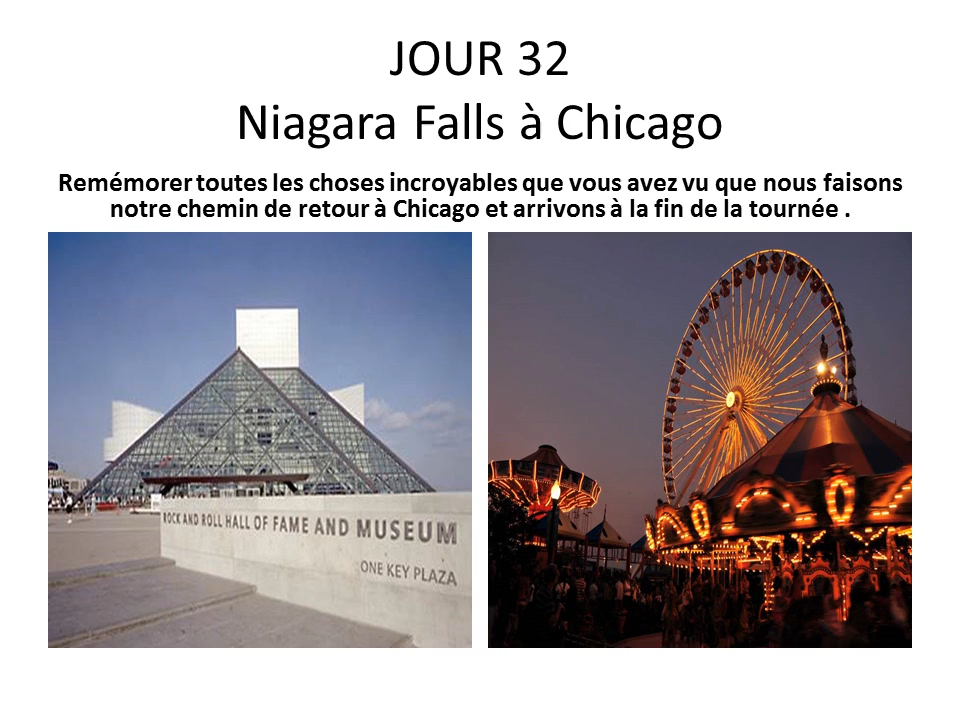 JOUR 32
Niagara Falls à Chicago
Remémorer toutes les choses incroyables que vous avez vu que nous faisons
notre chemin de retour à Chicago et arrivons à la fin de la tournée .
ROCK AND ROLL HALL OF FAME AND MUSEUM
ONE KEY PLAZA